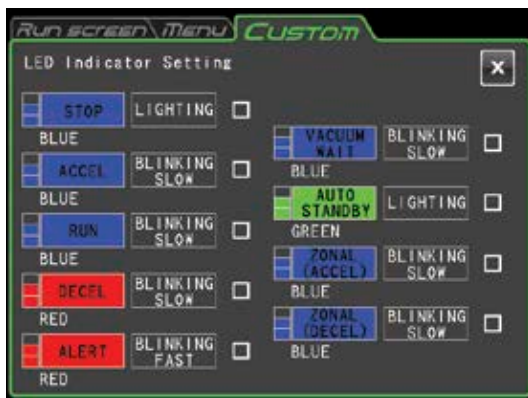 Run screen Menu Custom
LED Indicator Setting
STOP LIGHTING
BLUE
ACCEL BLINKING SLOW
BLUE
RUN BLINKING SLOW
BLUE
DECEL BLINKING SLOW
RED
ALERT BLINKING FAST
RED
VACUUM WAIT BLINKING SLOW
BLUE
AUTO STANDBY LIGHTING
GREEN
ZONAL (ACCEL) BLINKING SLOW
BLUE
ZONAL (DECEL) BLINKING SLOW
BLUE